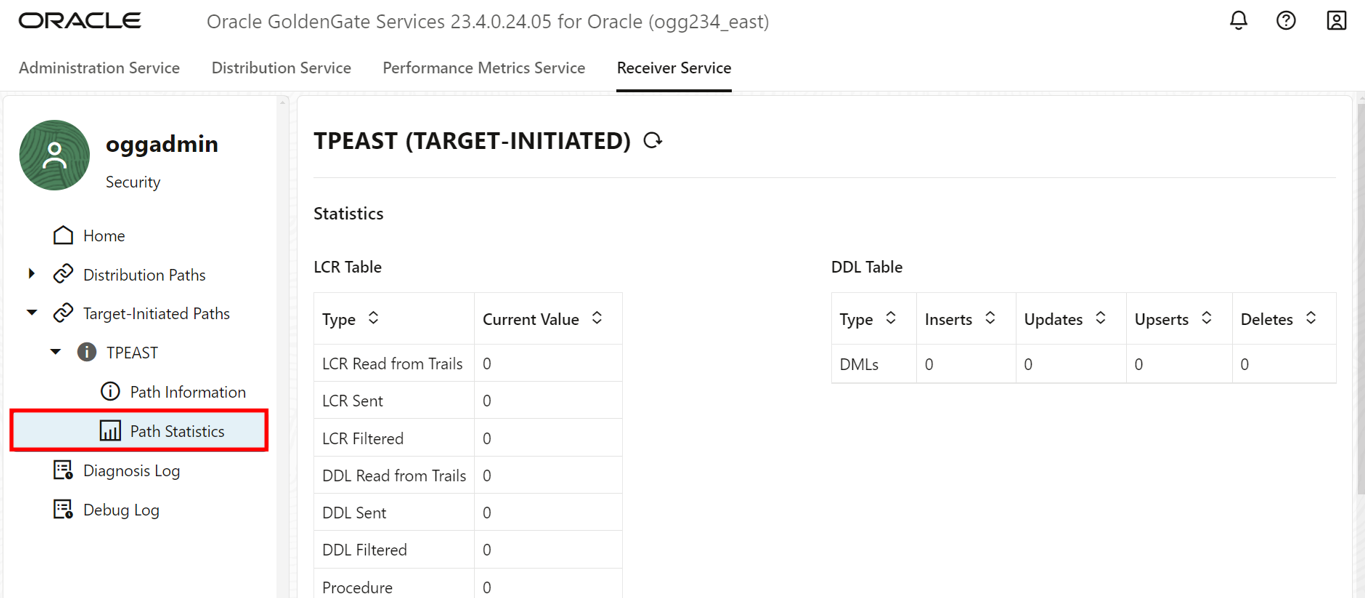 ORACLE Oracle GoldenGate Services 23.4.0.24.05 for Oracle (ogg234_east)
Administration Service Distribution Service Performance Metrics Service Receiver Service
oggadmin
Security
Home
Distribution Paths
Target-Initiated Paths
TPEAST
Path Information
Path Statistics
Diagnosis Log
Debug Log
TPEAST (TARGET-INITIATED)
Statistics
LCR Table
Type Current Value
LCR Read from Trails 0
LCR Sent 0
LCR Filtered 0
DDL Read from Trails 0
DDL Sent 0
DDL Filtered 0
Procedure 0
DDL Table
Type Inserts Updates Upserts Deletes
DMLs 0 0 0 0